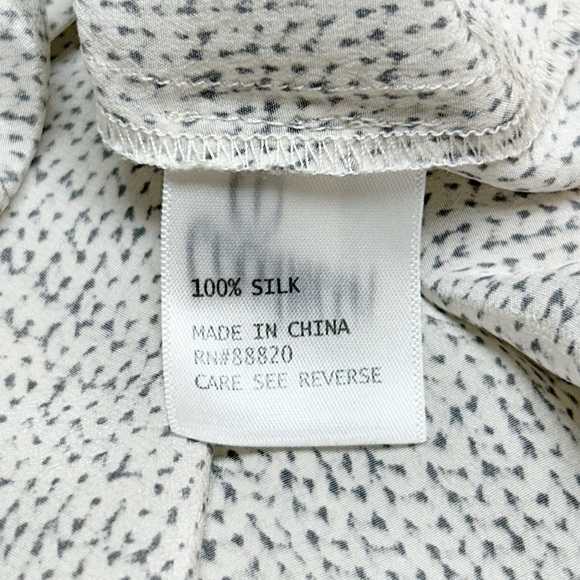 100% SILK
MADE IN CHINA
RN#88820
CARE SEE REVERSE